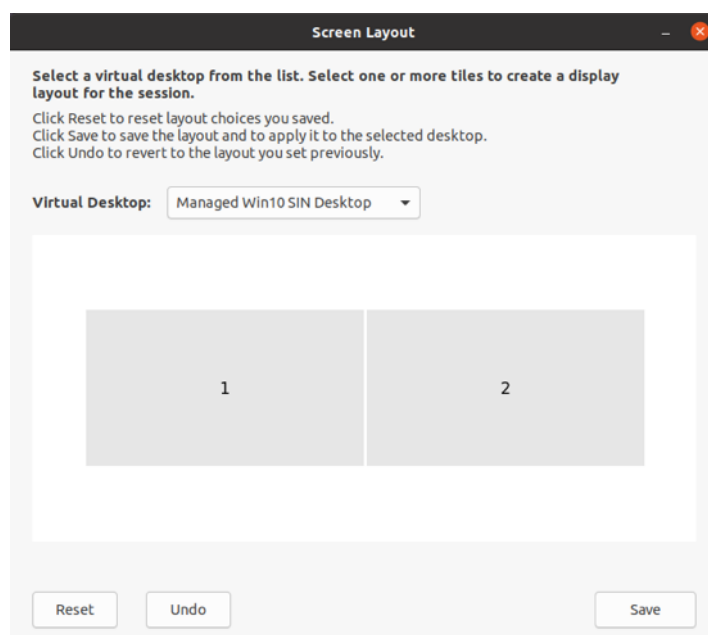 Screen Layout
Select a virtual desktop from the list. Select one or more tiles to create a display
layout for the session.
Click Reset to reset layout choices you saved.
Click Save to save the layout and to apply it to the selected desktop.
Click Undo to revert to the layout you set previously.
Virtual Desktop: Managed Win10 SIN Desktop
1 2
Reset Undo Save